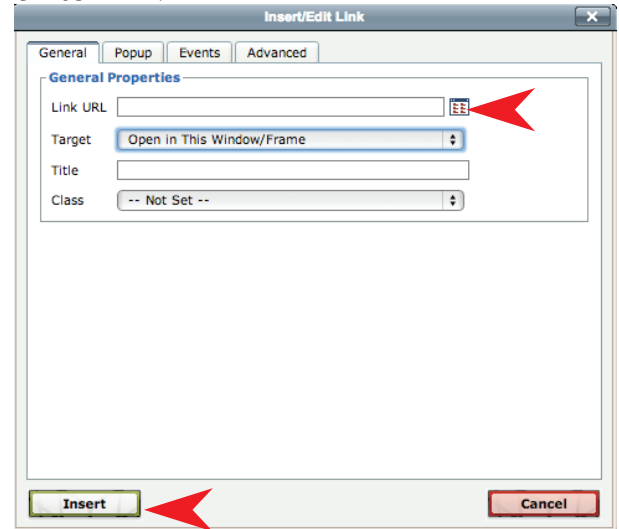 Insert/Edit Link
General Popup Events Advanced
General Properties
Link URL
Target Open in This Window/Frame
Title
Class -- Not Set --
Insert Cancel